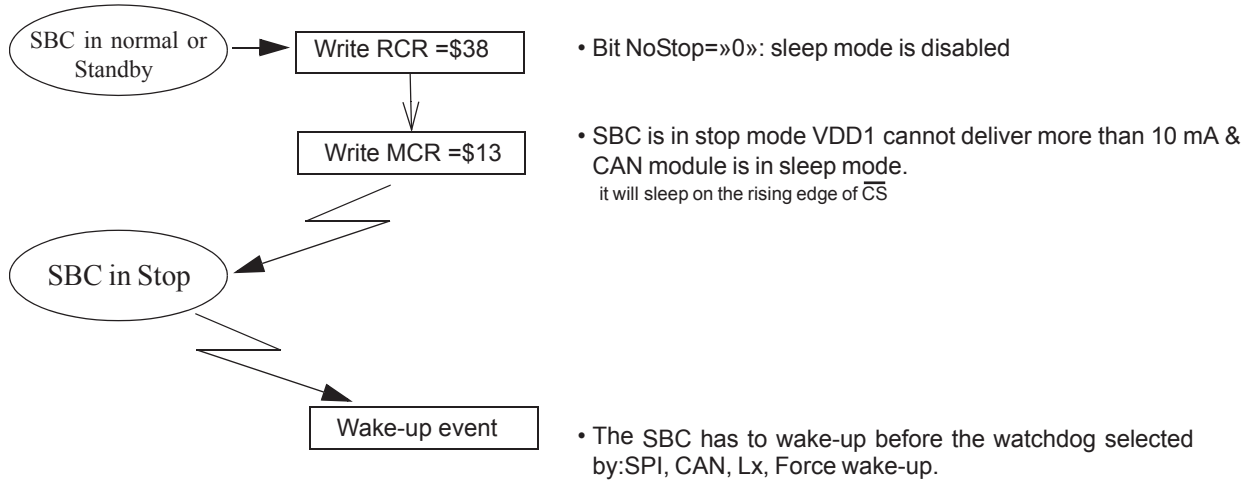 SBC in normal or
Standby
Write RCR =$38
• Bit NoStop=»0»: sleep mode is disabled
Write MCR =$13
• SBC is in stop mode VDD1 cannot deliver more than 10 mA &
CAN module is in sleep mode.
it will sleep on the rising edge of C̅S̅
SBC in Stop
Wake-up event
• The SBC has to wake-up before the watchdog selected
by:SPI, CAN, Lx, Force wake-up.